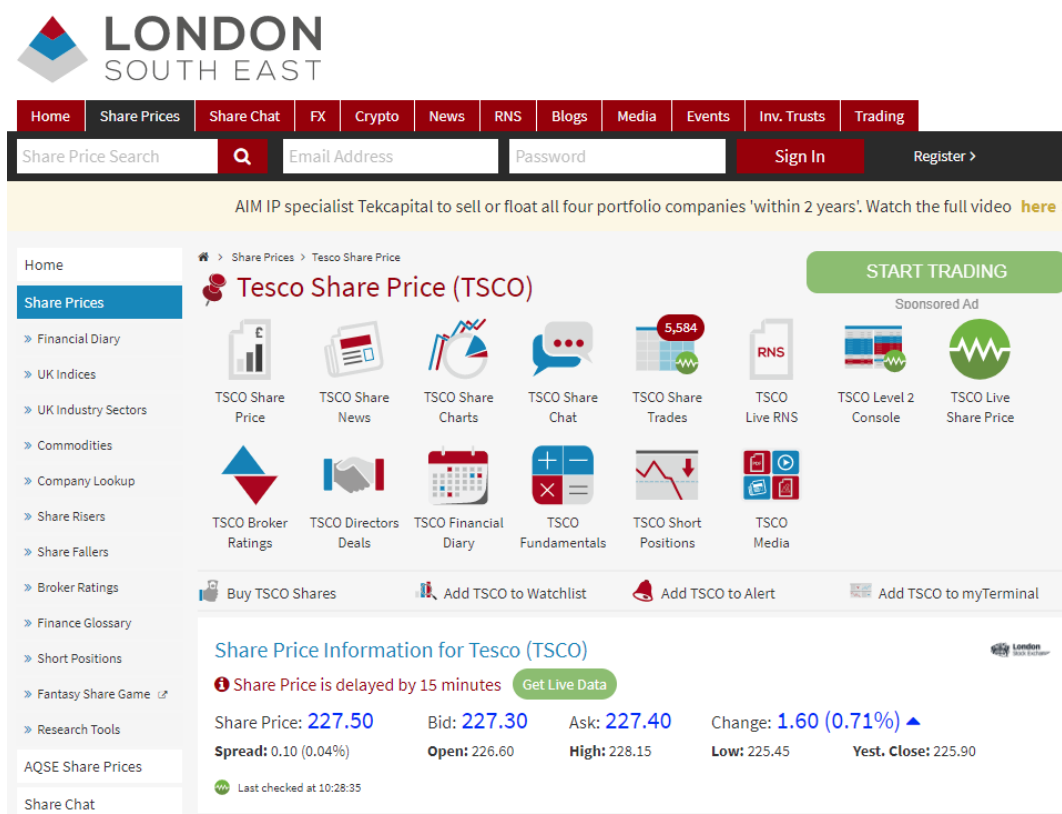 LONDON
SOUTH EAST
Home Share Prices Share Chat FX Crypto News RNS Blogs Media Events Inv. Trusts Trading
Share Price Search Email Address Password Sign In Register >
AIM IP specialist Tekcapital to sell or float all four portfolio companies 'within 2 years'. Watch the full video here
Home
Share Prices
» Financial Diary
» UK Indices
» UK Industry Sectors
» Commodities
» Company Lookup
» Share Risers
» Share Fallers
» Broker Ratings
» Finance Glossary
» Short Positions
» Fantasy Share Game
» Research Tools
AQSE Share Prices
Share Chat
> Share Prices > Tesco Share Price
Tesco Share Price (TSCO)
START TRADING
Sponsored Ad
£
5,584
RNS
TSCO Share TSCO Share TSCO Share TSCO Share TSCO Share TSCO TSCO Level 2 TSCO Live
Price News Charts Chat Trades Live RNS Console Share Price
TSCO Broker TSCO Directors TSCO Financial TSCO TSCO Short TSCO
Ratings Deals Diary Fundamentals Positions Media
Buy TSCO Shares Add TSCO to Watchlist Add TSCO to Alert Add TSCO to myTerminal
Share Price Information for Tesco (TSCO)
London
Stock Exchange
Share Price is delayed by 15 minutes Get Live Data
Share Price: 227.50 Bid: 227.30 Ask: 227.40 Change: 1.60 (0.71%)
Spread: 0.10 (0.04%) Open: 226.60 High: 228.15 Low: 225.45 Yest. Close: 225.90
Last checked at 10:28:35